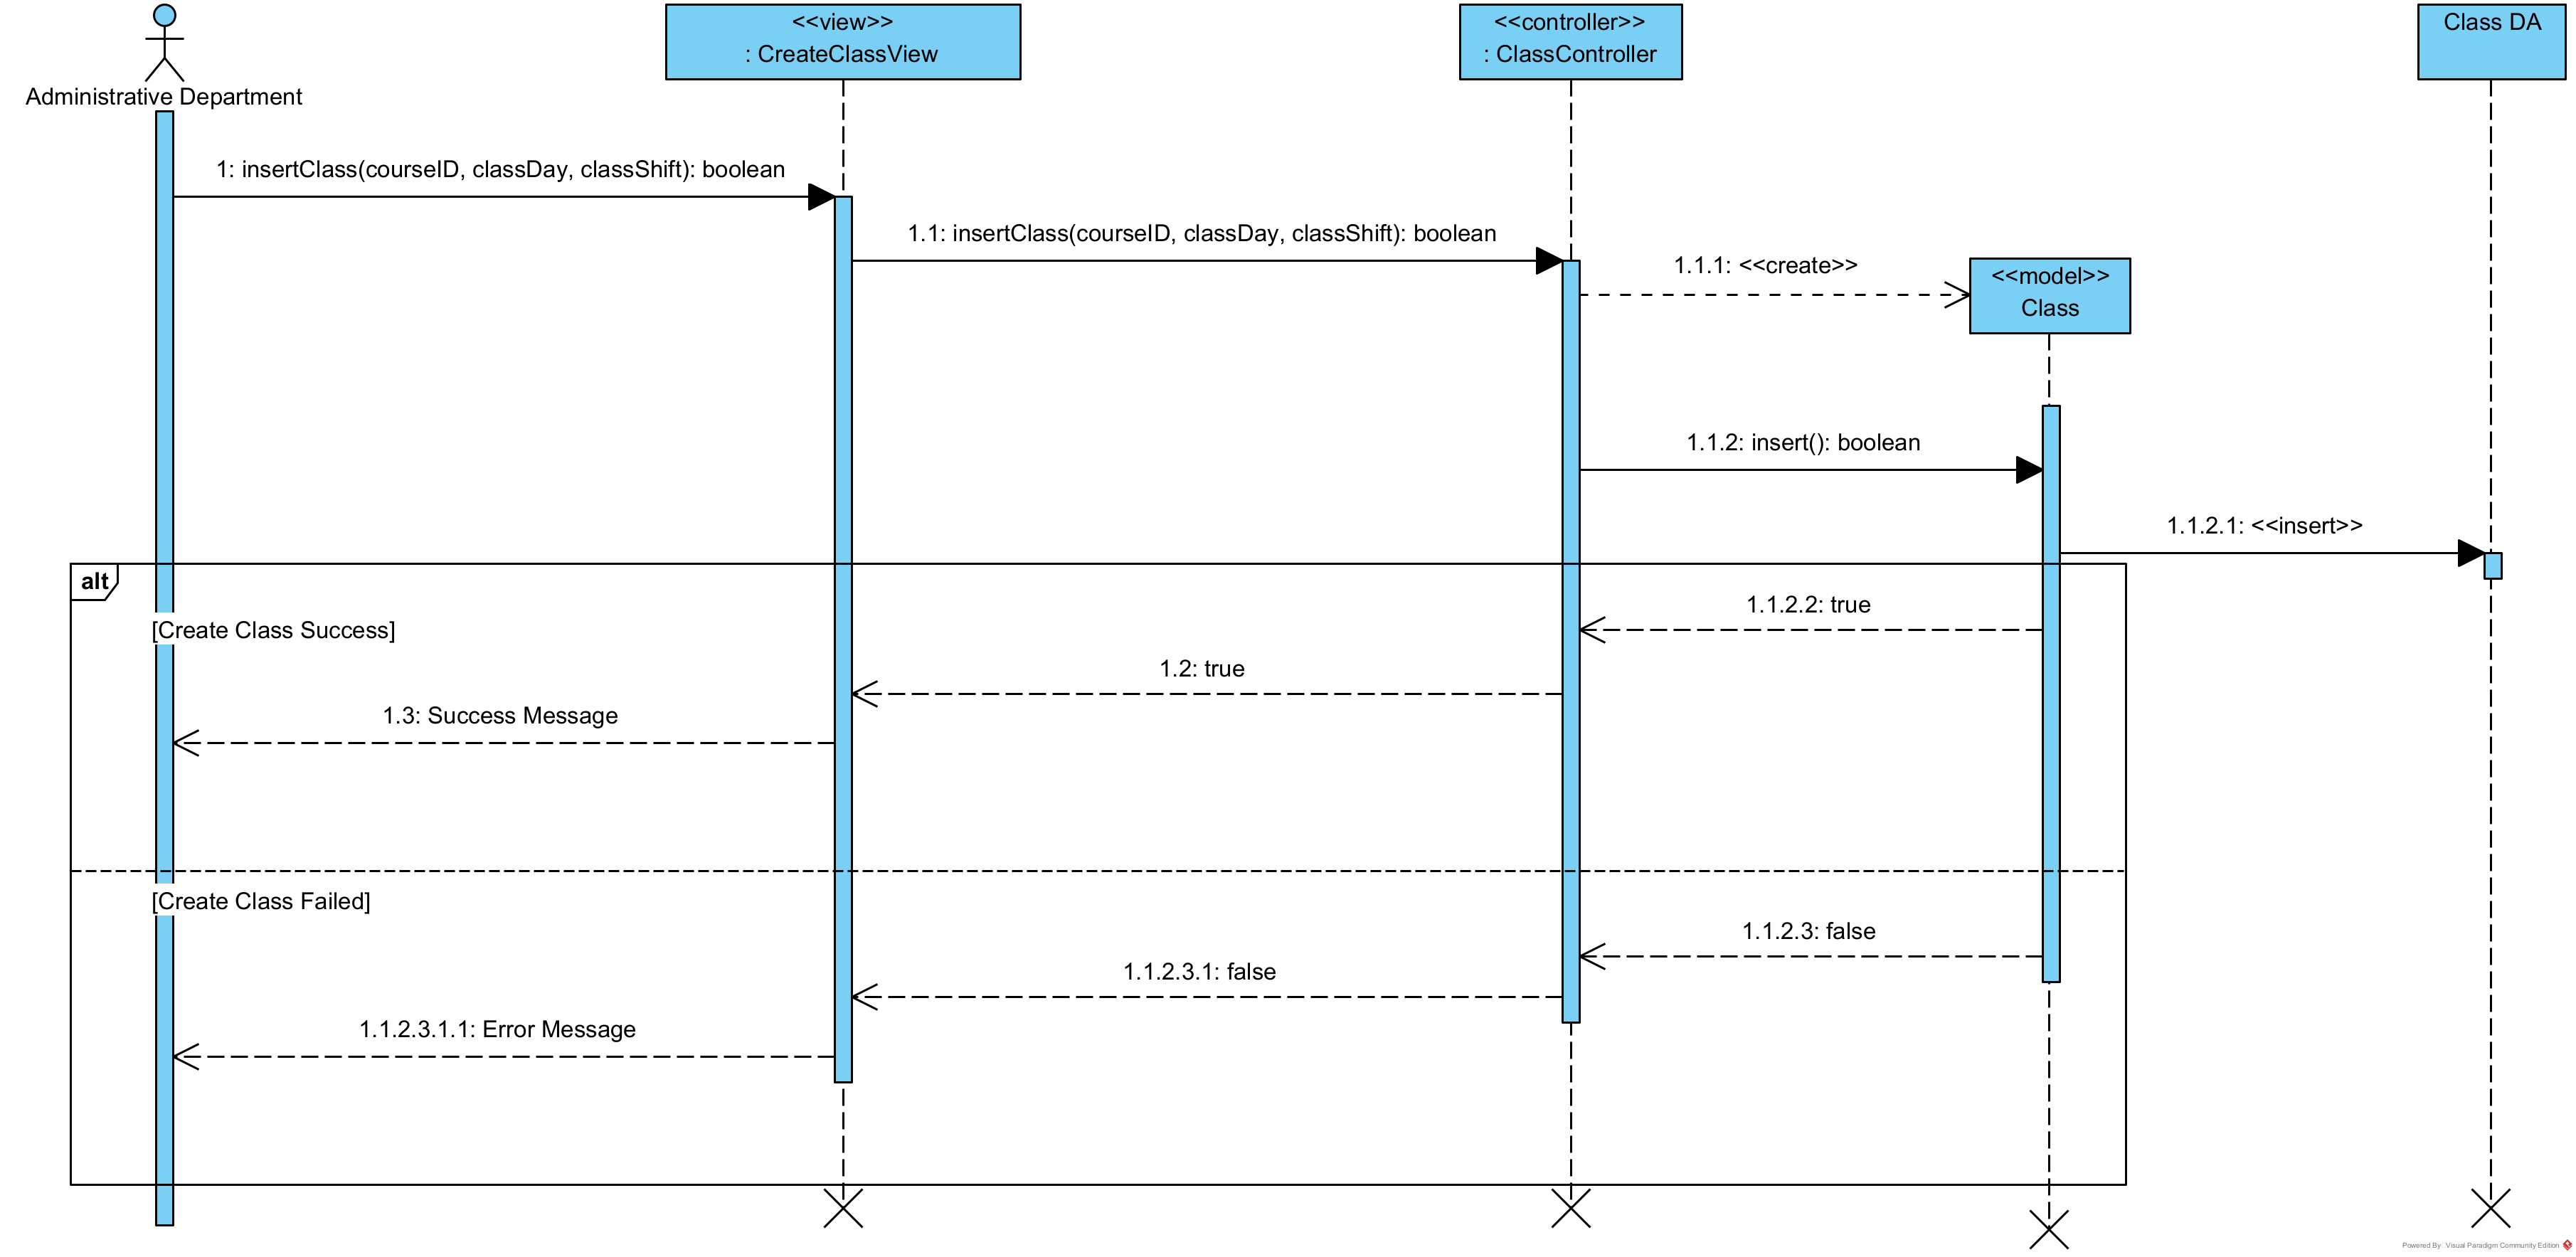 <<view>>
: CreateClassView
<<controller>>
: ClassController
Class DA
Administrative Department
1: insertClass(courseID, classDay, classShift): boolean
1.1: insertClass(courseID, classDay, classShift): boolean
1.1.1: <<create>>
<<model>>
Class
1.1.2: insert(): boolean
1.1.2.1: <<insert>>
alt
1.1.2.2: true
[Create Class Success]
1.2: true
1.3: Success Message
[Create Class Failed]
1.1.2.3: false
1.1.2.3.1: false
1.1.2.3.1.1: Error Message
Powered By : Visual Paradigm Community Edition